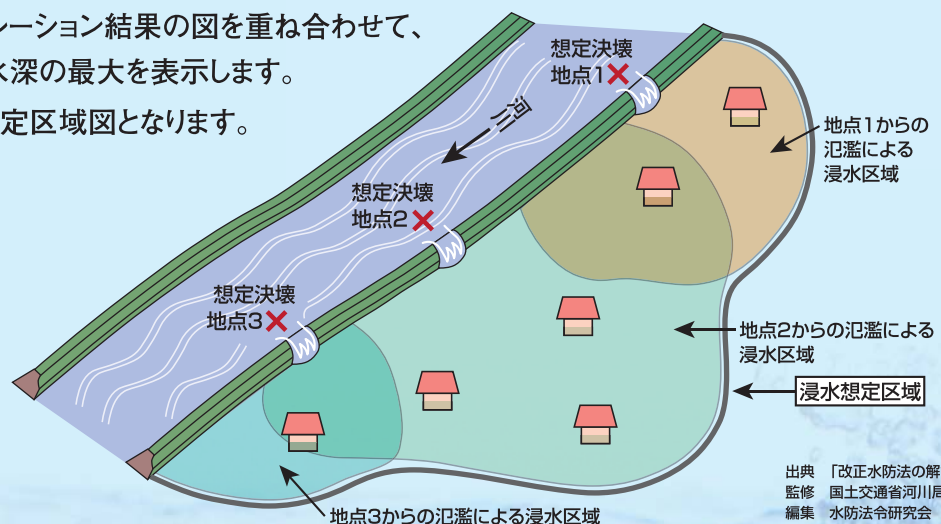 レーション結果の図を重ね合わせて、
水深の最大を表示します。
定区域図となります。
想定決壊
地点1
河川
地点1からの
氾濫による
浸水区域
想定決壊
地点2
想定決壊
地点3
地点2からの氾濫による
浸水区域
浸水想定区域
地点3からの氾濫による浸水区域
出典 「改正水防法の解
監修 国土交通省河川局
編集 水防法令研究会